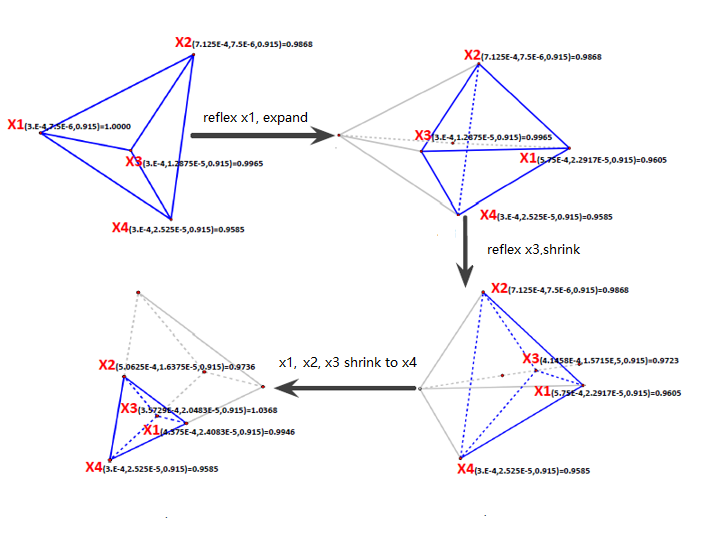 X2(7.125E-4,7.5E-6,0.915)=0.9868
X1(3.E-4,7.5E-6,0.915)=1.0000
X3(3.E-4,1.2875E-5,0.915)=0.9965
X4(3.E-4,2.525E-5,0.915)=0.9585
reflex x1, expand
X2(7.125E-4,7.5E-6,0.915)=0.9868
X3(3.E-4,1.2875E-5,0.915)=0.9965
X1(5.75E-4,2.2917E-5,0.915)=0.9605
X4(3.E-4,2.525E-5,0.915)=0.9585
reflex x3,shrink
X2(7.125E-4,7.5E-6,0.915)=0.9868
X3(4.1458E-4,1.5715E,5,0.915)=0.9723
X1(5.75E-4,2.2917E-5,0.915)=0.9605
X4(3.E-4,2.525E-5,0.915)=0.9585
x1, x2, x3 shrink to x4
X2(5.0625E-4,1.6375E-5,0.915)=0.9736
X3(3.5729E-4,2.0483E-5,0.915)=1.0368
X1(4.375E-4,2.4083E-5,0.915)=0.9946
X4(3.E-4,2.525E-5,0.915)=0.9585